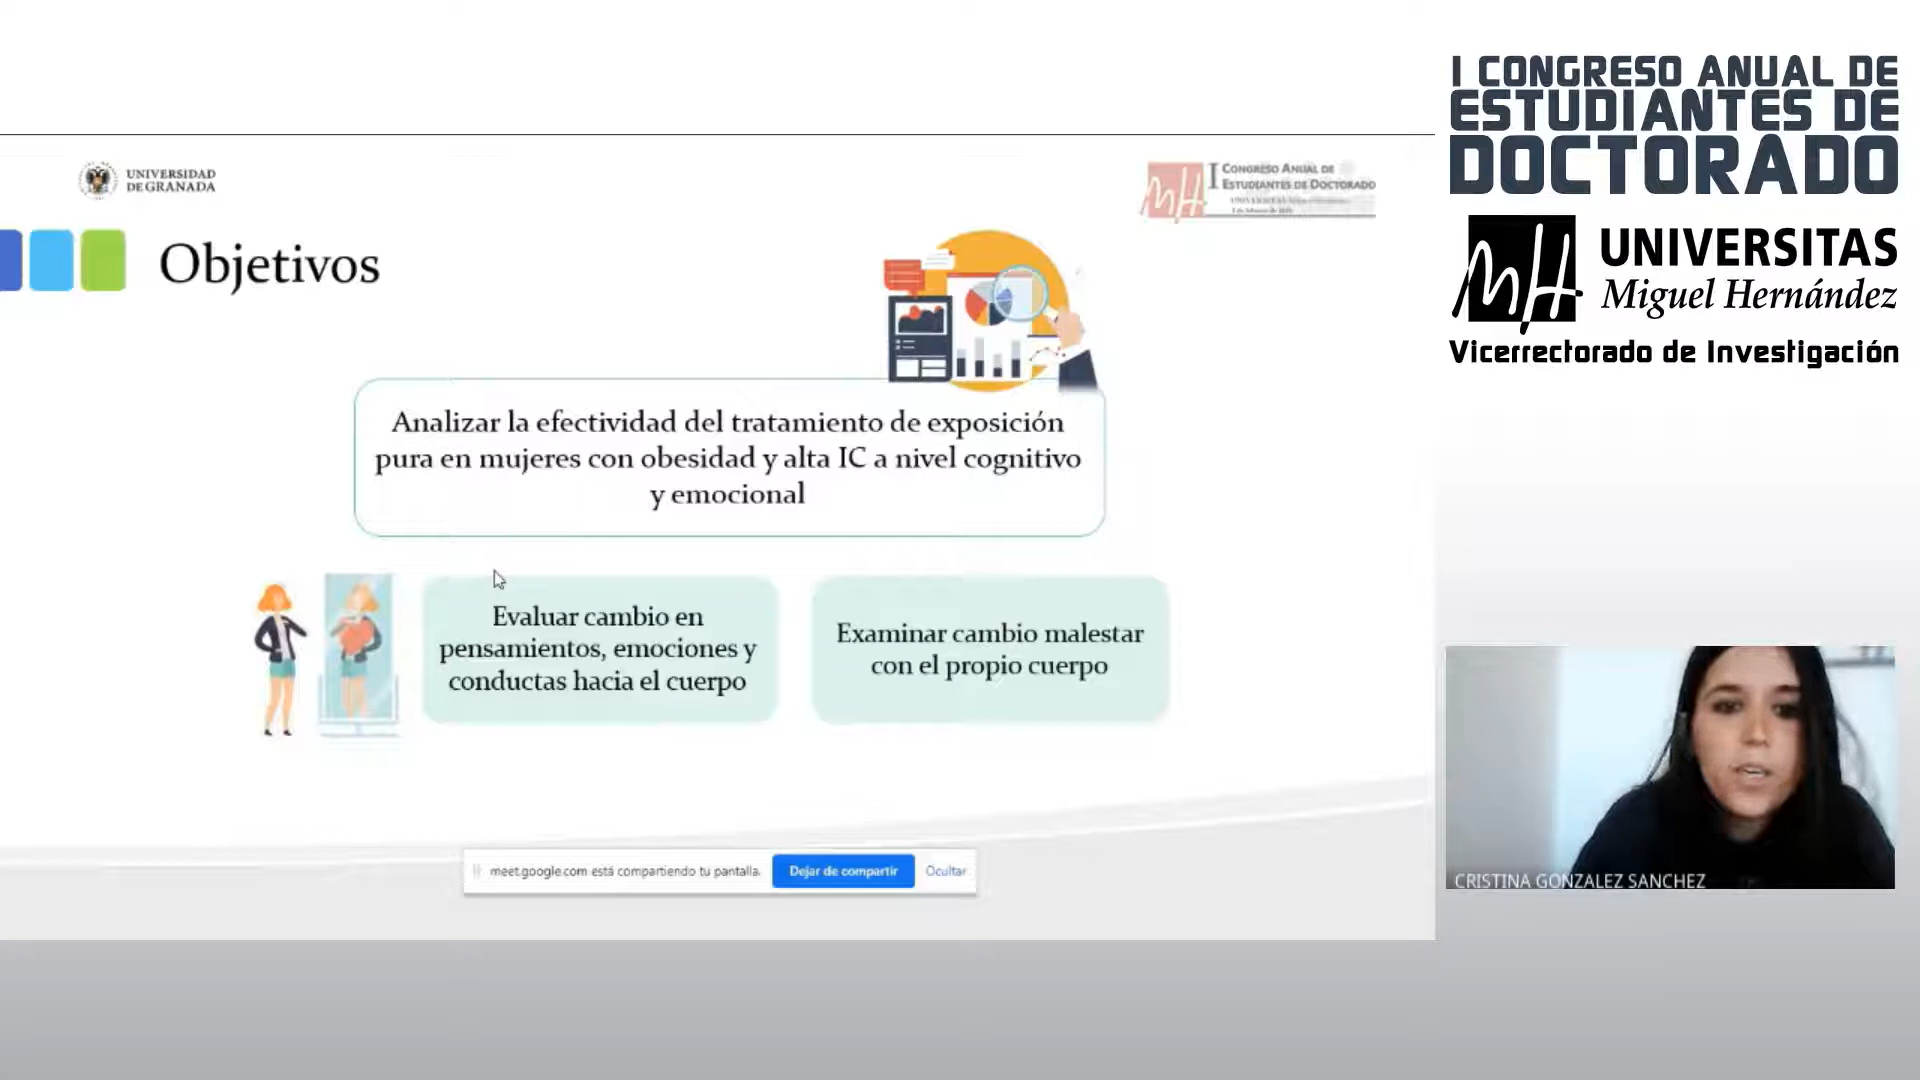 I CONGRESO ANUAL DE
ESTUDIANTES DE
DOCTORADO
UNIVERSITAS
Miguel Hernández
Vicerrectorado de Investigación
UNIVERSIDAD
DE GRANADA
I CONGRESO ANUAL DE
ESTUDIANTES DE DOCTORADO
Objetivos
Analizar la efectividad del tratamiento de exposición
pura en mujeres con obesidad y alta IC a nivel cognitivo
y emocional
Evaluar cambio en
pensamientos, emociones y
conductas hacia el cuerpo
Examinar cambio malestar
con el propio cuerpo
meet.google.com está compartiendo tu pantalla.
Dejar de compartir
Ocultar
CRISTINA GONZALEZ SANCHEZ